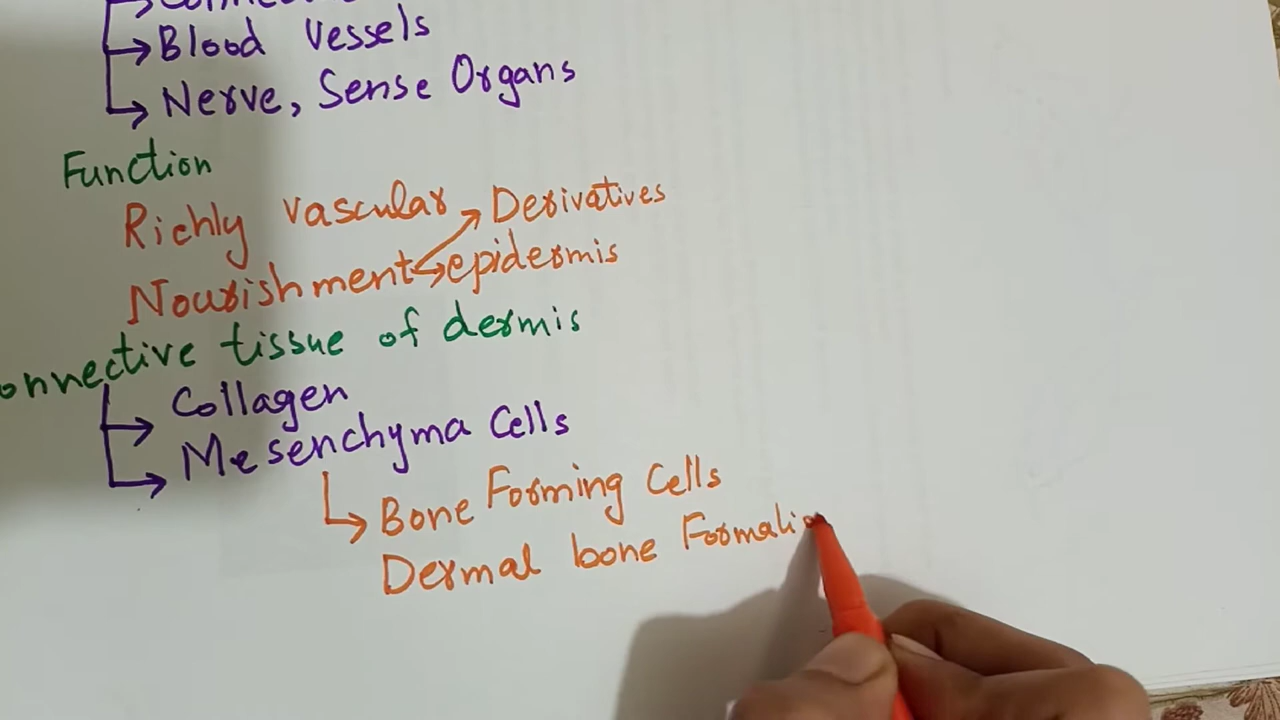 Blood Vessels
Nerve, Sense Organs
Function
Richly vascular
Derivatives
Nourishment epidermis
onnective tissue of dermis
Collagen
Mesenchyma Cells
Bone Forming Cells
Dermal bone